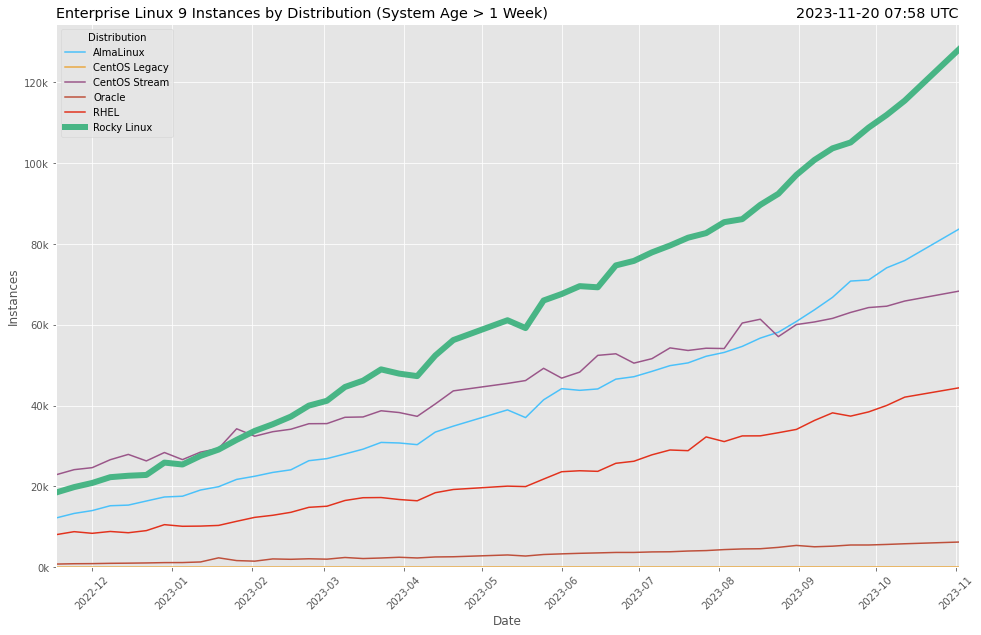 Enterprise Linux 9 Instances by Distribution (System Age > 1 Week)
2023-11-20 07:58 UTC
Distribution
AlmaLinux
CentOS Legacy
CentOS Stream
Oracle
RHEL
Rocky Linux
120k
100k
80k
60k
40k
20k
0k
Instances
2022-12
2023-01
2023-02
2023-03
2023-04
2023-05
2023-06
2023-07
2023-08
2023-09
2023-10
2023-11
Date